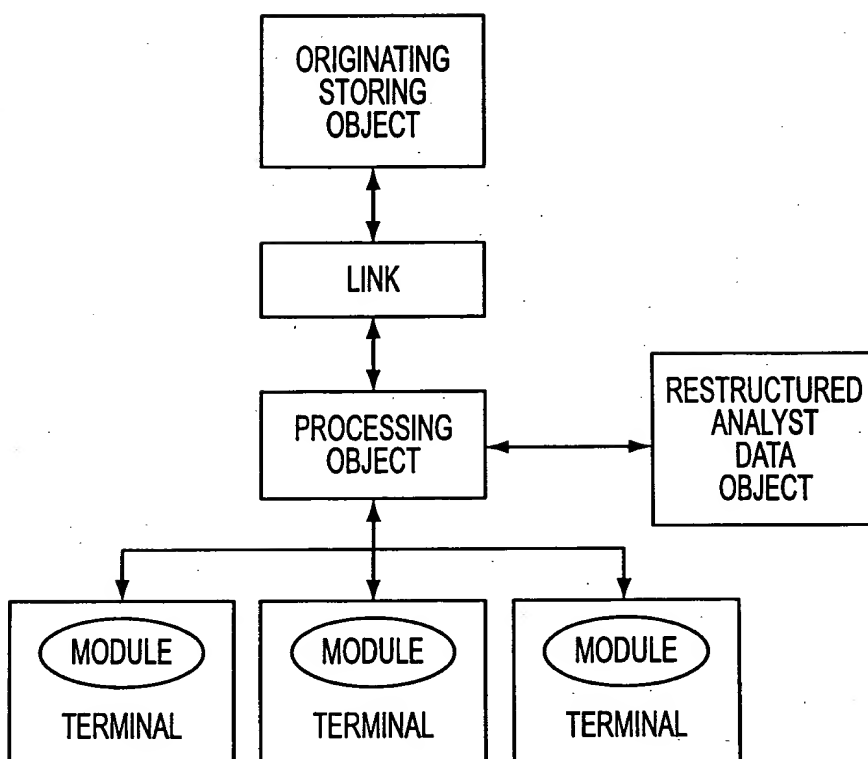 ORIGINATING
STORING
OBJECT
LINK
PROCESSING
OBJECT
RESTRUCTURED
ANALYST
DATA
OBJECT
MODULE
TERMINAL
MODULE
TERMINAL
MODULE
TERMINAL